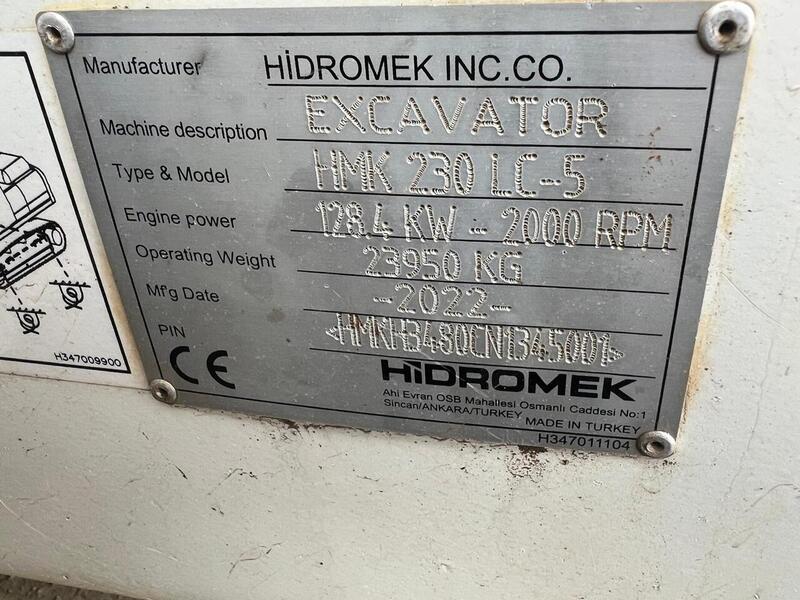 Manufacturer HİDROMEK INC.CO.
Machine description EXCAVATOR
Type & Model HMK 230 LC-5
Engine power 128.4 KW - 2000 RPM
Operating Weight 23950 KG
Mfg Date -2022-
PIN <HMKH3480CN1345001>
CE
HİDROMEK
Ahi Evran OSB Mahallesi Osmanlı Caddesi No:1
Sincan/ANKARA/TURKEY
MADE IN TURKEY
H347011104
H347009900